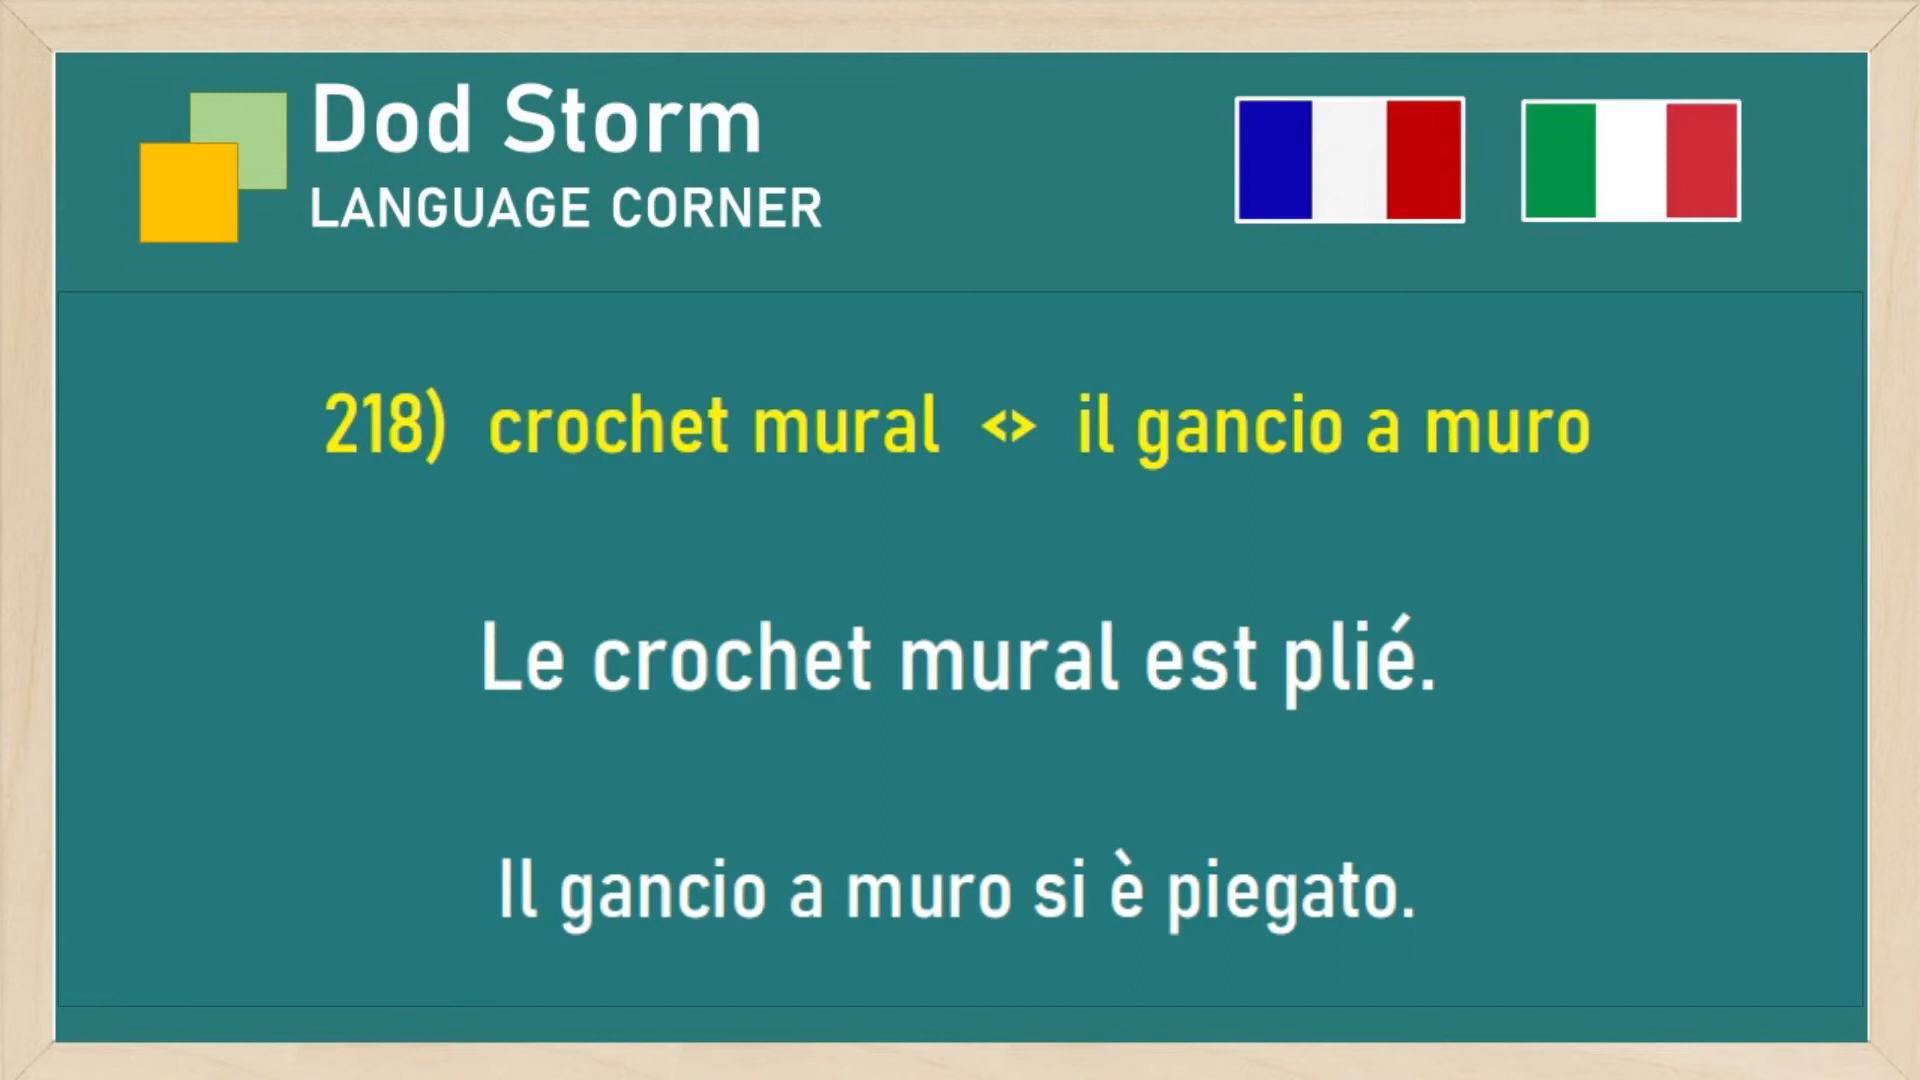 Dod Storm
LANGUAGE CORNER
218) crochet mural <> il gancio a muro
Le crochet mural est plié.
Il gancio a muro si è piegato.